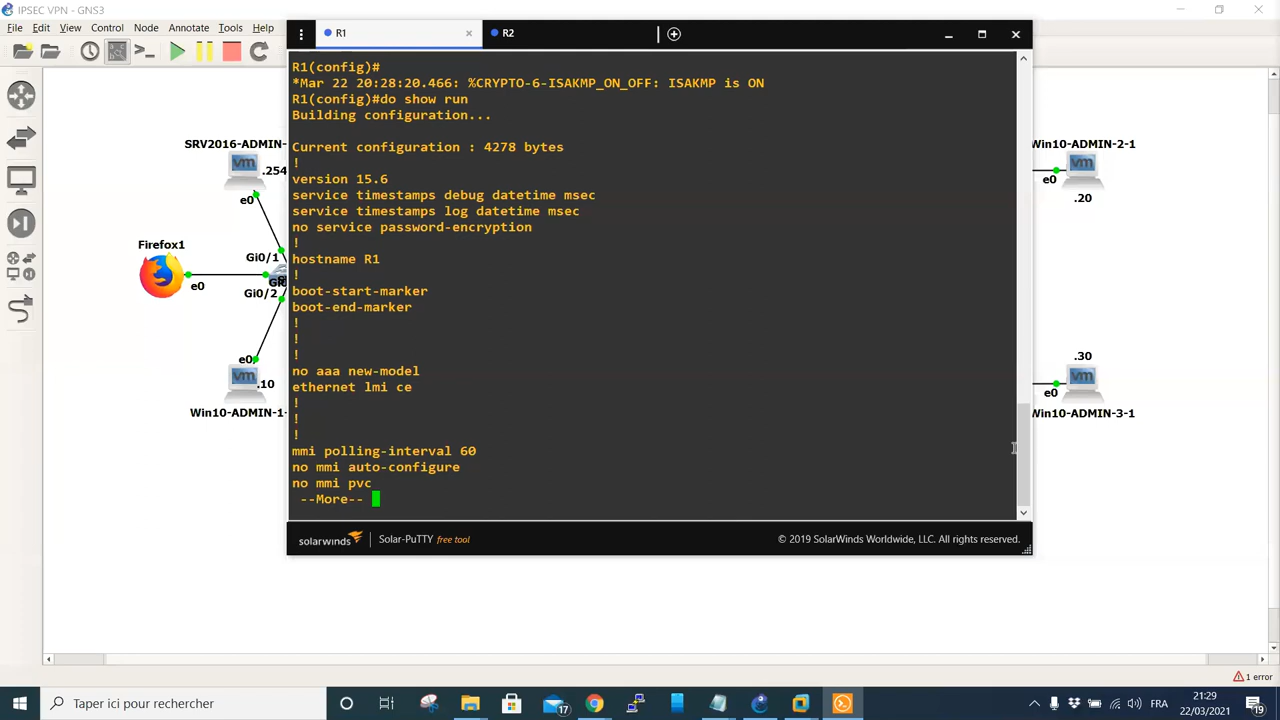 IPSEC VPN - GNS3
File Edit View Control Node Annotate Tools Help
R1 × R2
R1(config)#
*Mar 22 20:28:20.466: %CRYPTO-6-ISAKMP_ON_OFF: ISAKMP is ON
R1(config)#do show run
Building configuration...
Current configuration : 4278 bytes
!
version 15.6
service timestamps debug datetime msec
service timestamps log datetime msec
no service password-encryption
!
hostname R1
!
boot-start-marker
boot-end-marker
!
!
!
no aaa new-model
ethernet lmi ce
!
!
!
mmi polling-interval 60
no mmi auto-configure
no mmi pvc
--More--
solarwinds Solar-PuTTY free tool © 2019 SolarWinds Worldwide, LLC. All rights reserved.
SRV2016-ADMIN-
vm
.254
e0
Firefox1
e0
Gi0/1
Gi0/2
e0
vm
.10
Win10-ADMIN-1-
Win10-ADMIN-2-1
vm
e0
.20
.30
vm
e0
Win10-ADMIN-3-1
1 error
Taper ici pour rechercher
17
FRA
21:29
22/03/2021
19